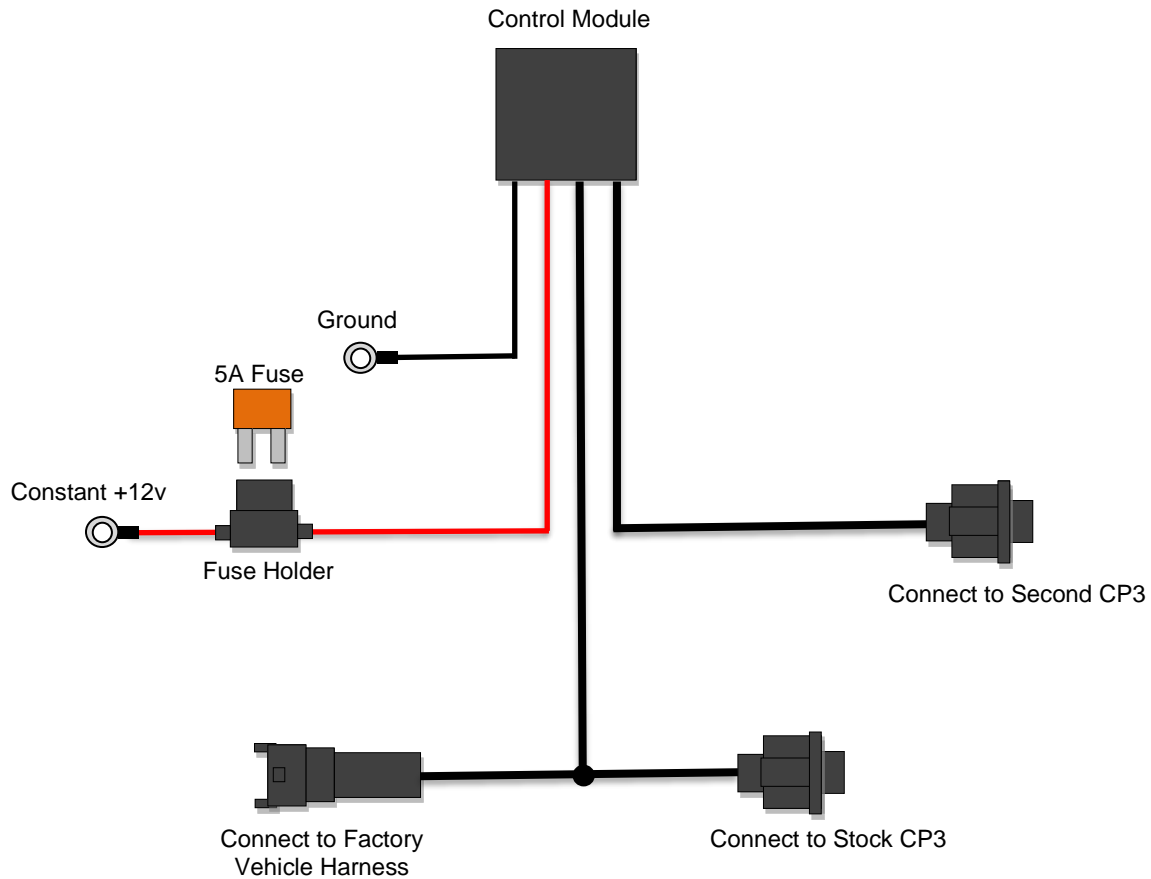 Control Module
Ground
5A Fuse
Constant +12v
Fuse Holder
Connect to Second CP3
Connect to Factory
Vehicle Harness
Connect to Stock CP3